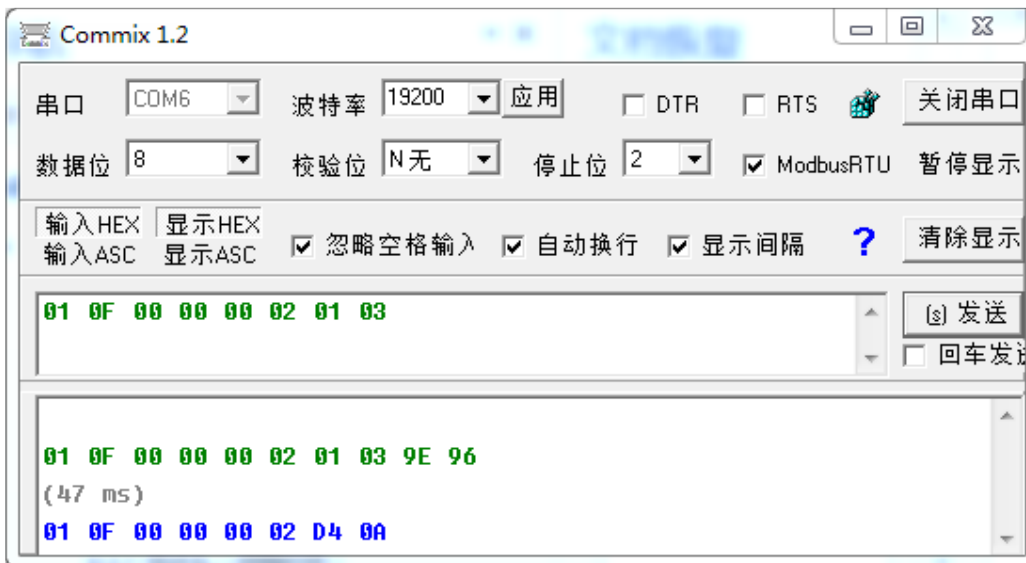 Commix 1.2
串口 COM6 波特率 19200 应用 DTR RTS 关闭串口
数据位 8 校验位 N 无 停止位 2 ModbusRTU 暂停显示
输入HEX 显示HEX
输入ASC 显示ASC 忽略空格输入 自动换行 显示间隔 ? 清除显示
01 0F 00 00 00 02 01 03
(s) 发送
回车发送
01 0F 00 00 00 02 01 03 9E 96
(47 ms)
01 0F 00 00 00 02 D4 0A